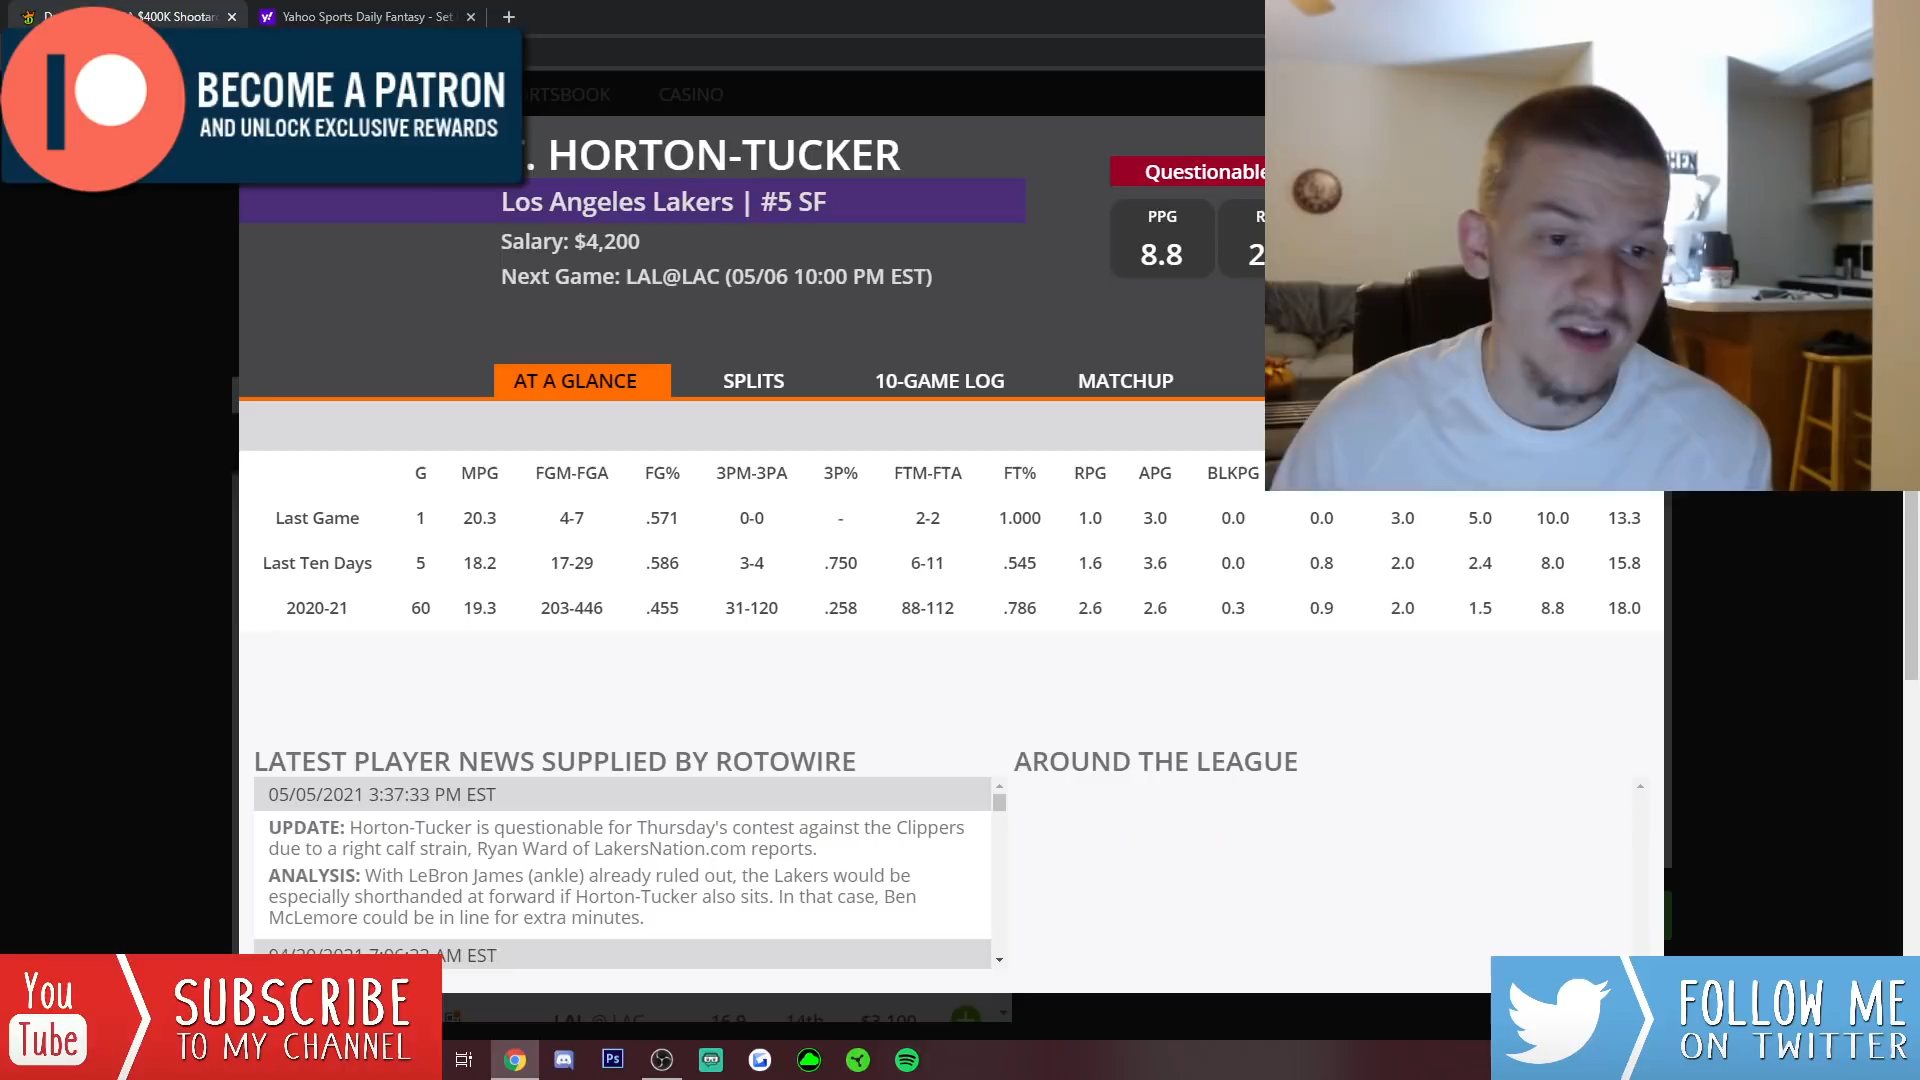 $400K Shootaro
Yahoo Sports Daily Fantasy - Set
BECOME A PATRON
AND UNLOCK EXCLUSIVE REWARDS
RTSBOOK
CASINO
. HORTON-TUCKER
Los Angeles Lakers | #5 SF
Salary: $4,200
Next Game: LAL@LAC (05/06 10:00 PM EST)
Questionable
PPG
8.8
R
2
AT A GLANCE
SPLITS
10-GAME LOG
MATCHUP
G MPG FGM-FGA FG% 3PM-3PA 3P% FTM-FTA FT% RPG APG BLKPG
Last Game 1 20.3 4-7 .571 0-0 - 2-2 1.000 1.0 3.0 0.0 0.0 3.0 5.0 10.0 13.3
Last Ten Days 5 18.2 17-29 .586 3-4 .750 6-11 .545 1.6 3.6 0.0 0.8 2.0 2.4 8.0 15.8
2020-21 60 19.3 203-446 .455 31-120 .258 88-112 .786 2.6 2.6 0.3 0.9 2.0 1.5 8.8 18.0
LATEST PLAYER NEWS SUPPLIED BY ROTOWIRE
05/05/2021 3:37:33 PM EST
UPDATE: Horton-Tucker is questionable for Thursday's contest against the Clippers
due to a right calf strain, Ryan Ward of LakersNation.com reports.
ANALYSIS: With LeBron James (ankle) already ruled out, the Lakers would be
especially shorthanded at forward if Horton-Tucker also sits. In that case, Ben
McLemore could be in line for extra minutes.
AM EST
AROUND THE LEAGUE
LAL @ LAC 16.9 14th $3,100
You
Tube
SUBSCRIBE
TO MY CHANNEL
Ps
FOLLOW ME
ON TWITTER